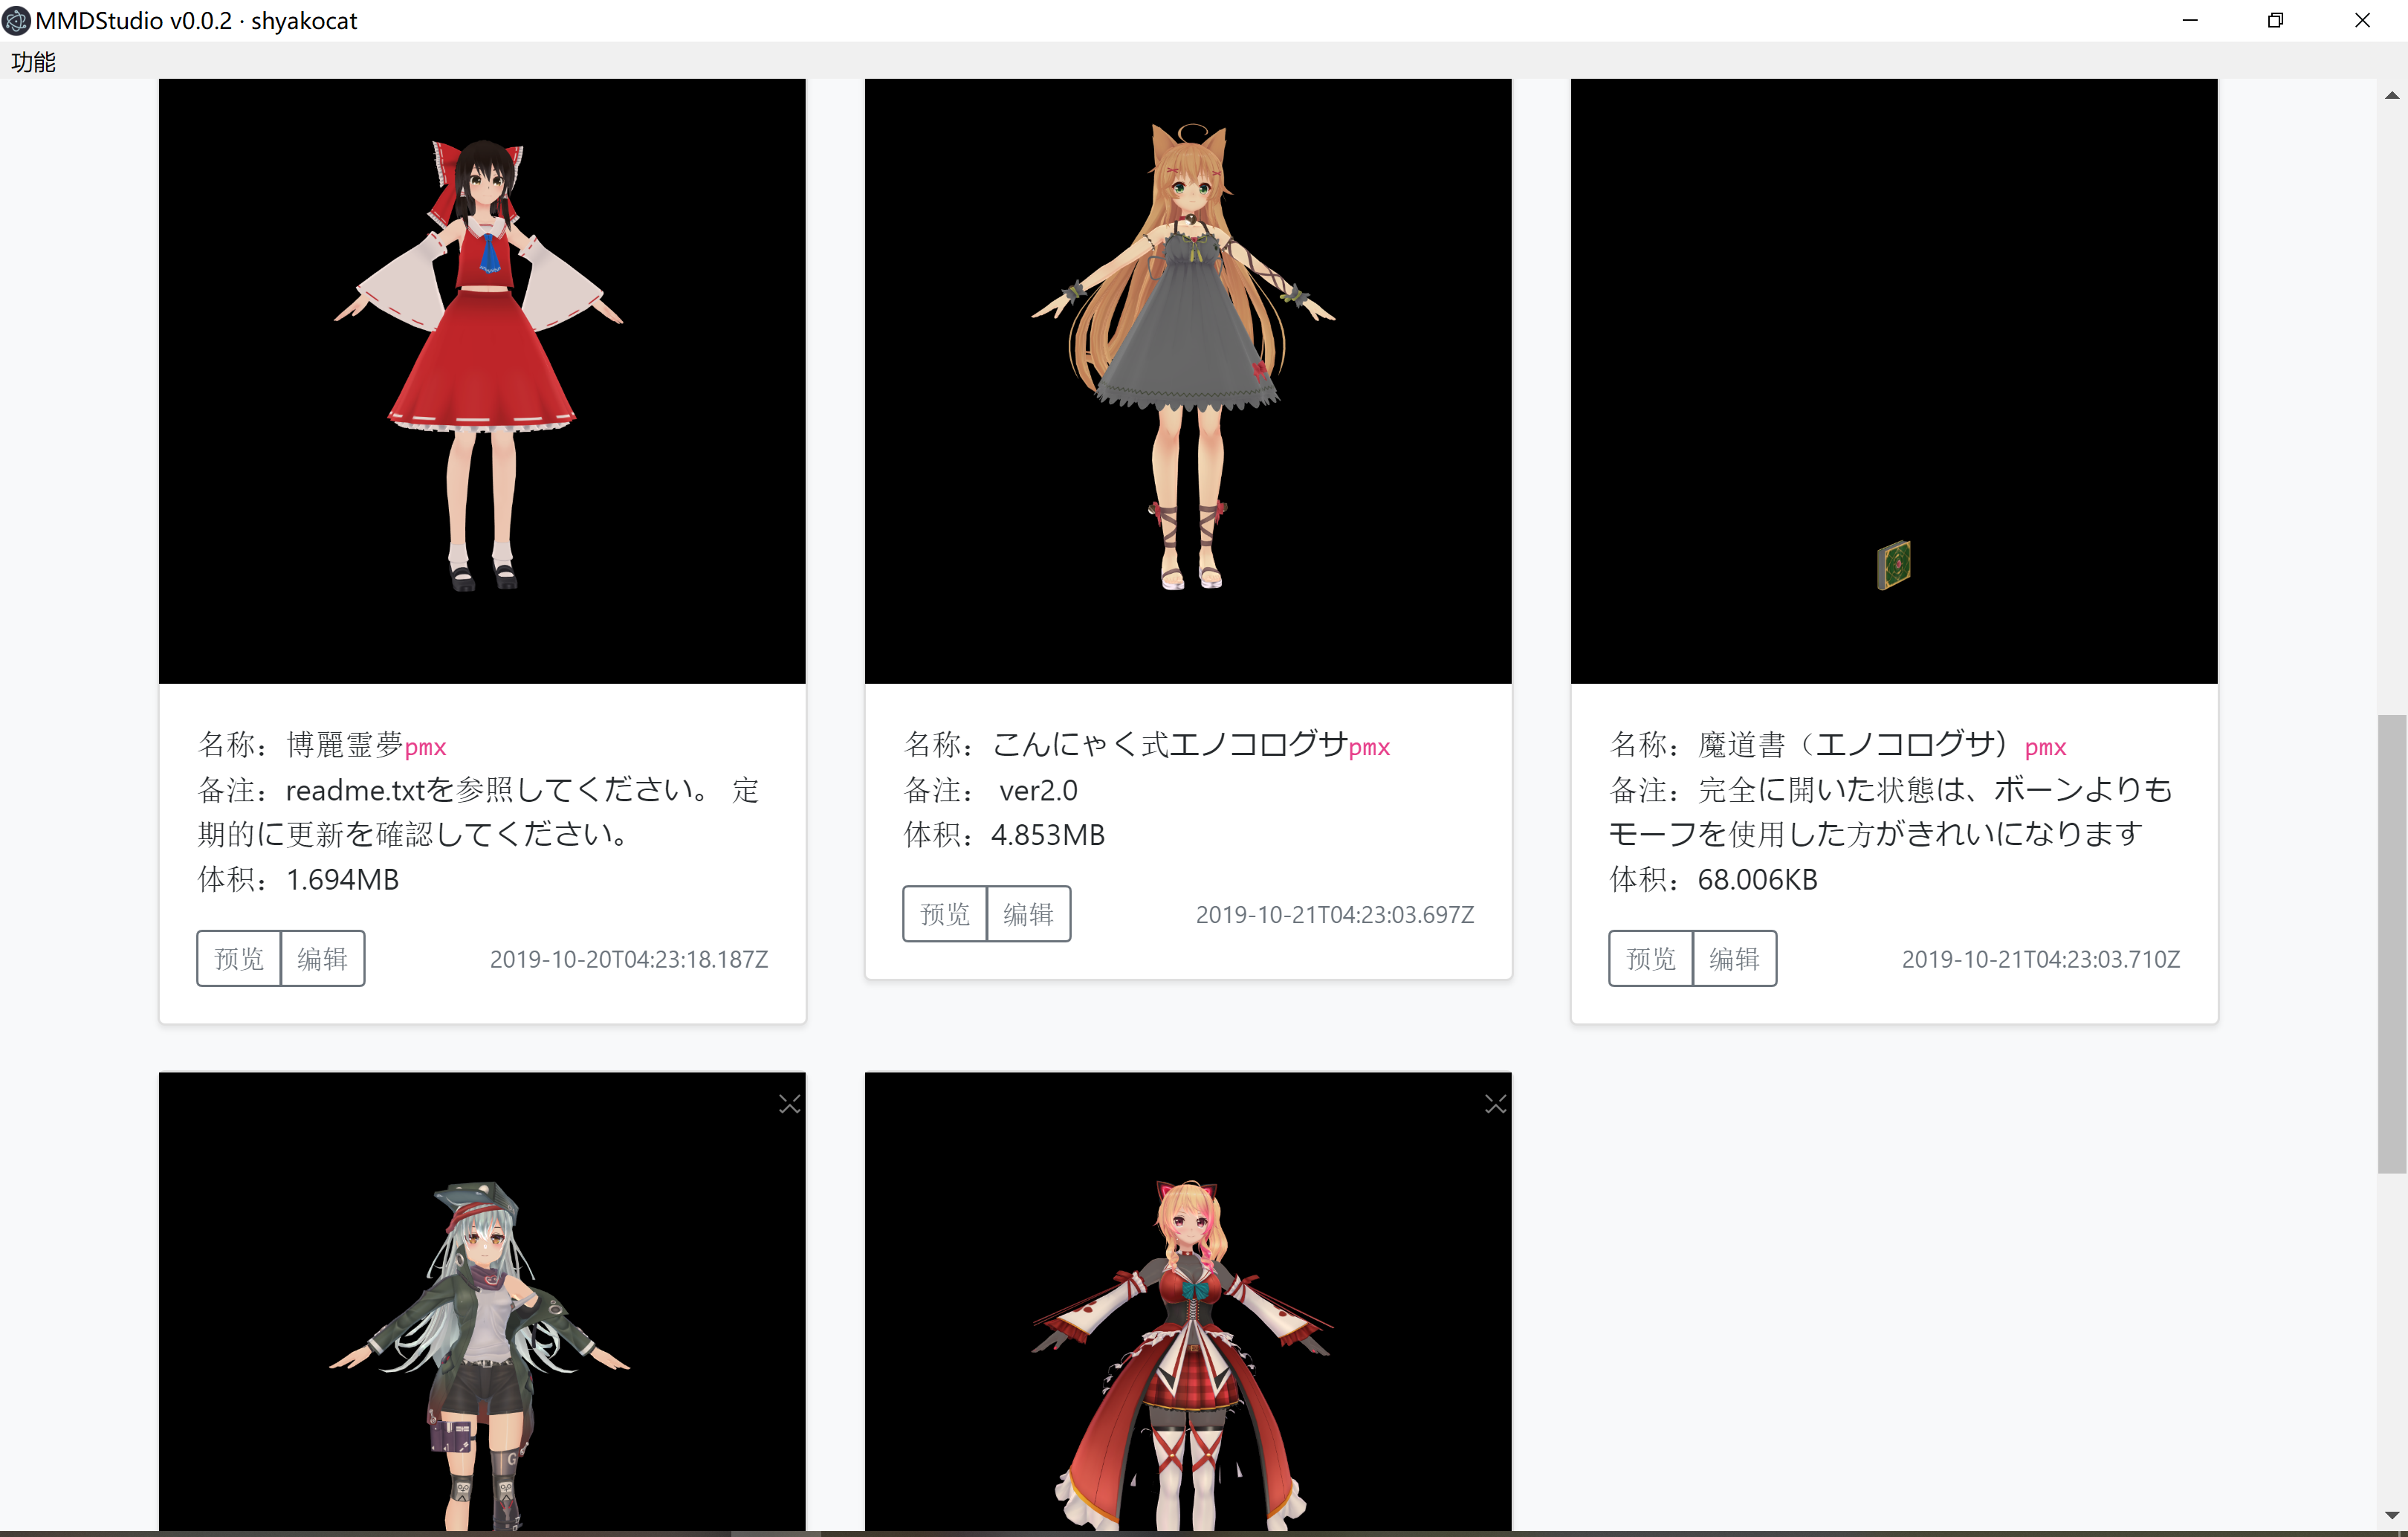 MMDStudio v0.0.2 · shyakocat
功能
名称：博麗霊夢pmx
备注：readme.txtを参照してください。 定
期的に更新を確認してください。
体积：1.694MB
预览 编辑 2019-10-20T04:23:18.187Z
名称：こんにゃく式エノコログサpmx
备注： ver2.0
体积：4.853MB
预览 编辑 2019-10-21T04:23:03.697Z
名称：魔道書（エノコログサ）pmx
备注：完全に開いた状態は、ボーンよりも
モーフを使用した方がきれいになります
体积：68.006KB
预览 编辑 2019-10-21T04:23:03.710Z
G